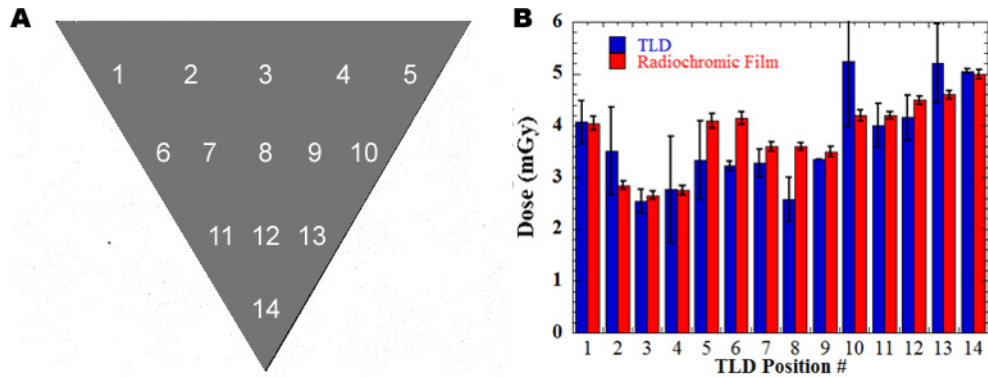 A
1 2 3 4 5
6 7 8 9 10
11 12 13
14
B
6
5
4
3
2
1
0
Dose (mGy)
TLD
Radiochromic Film
1 2 3 4 5 6 7 8 9 10 11 12 13 14
TLD Position #